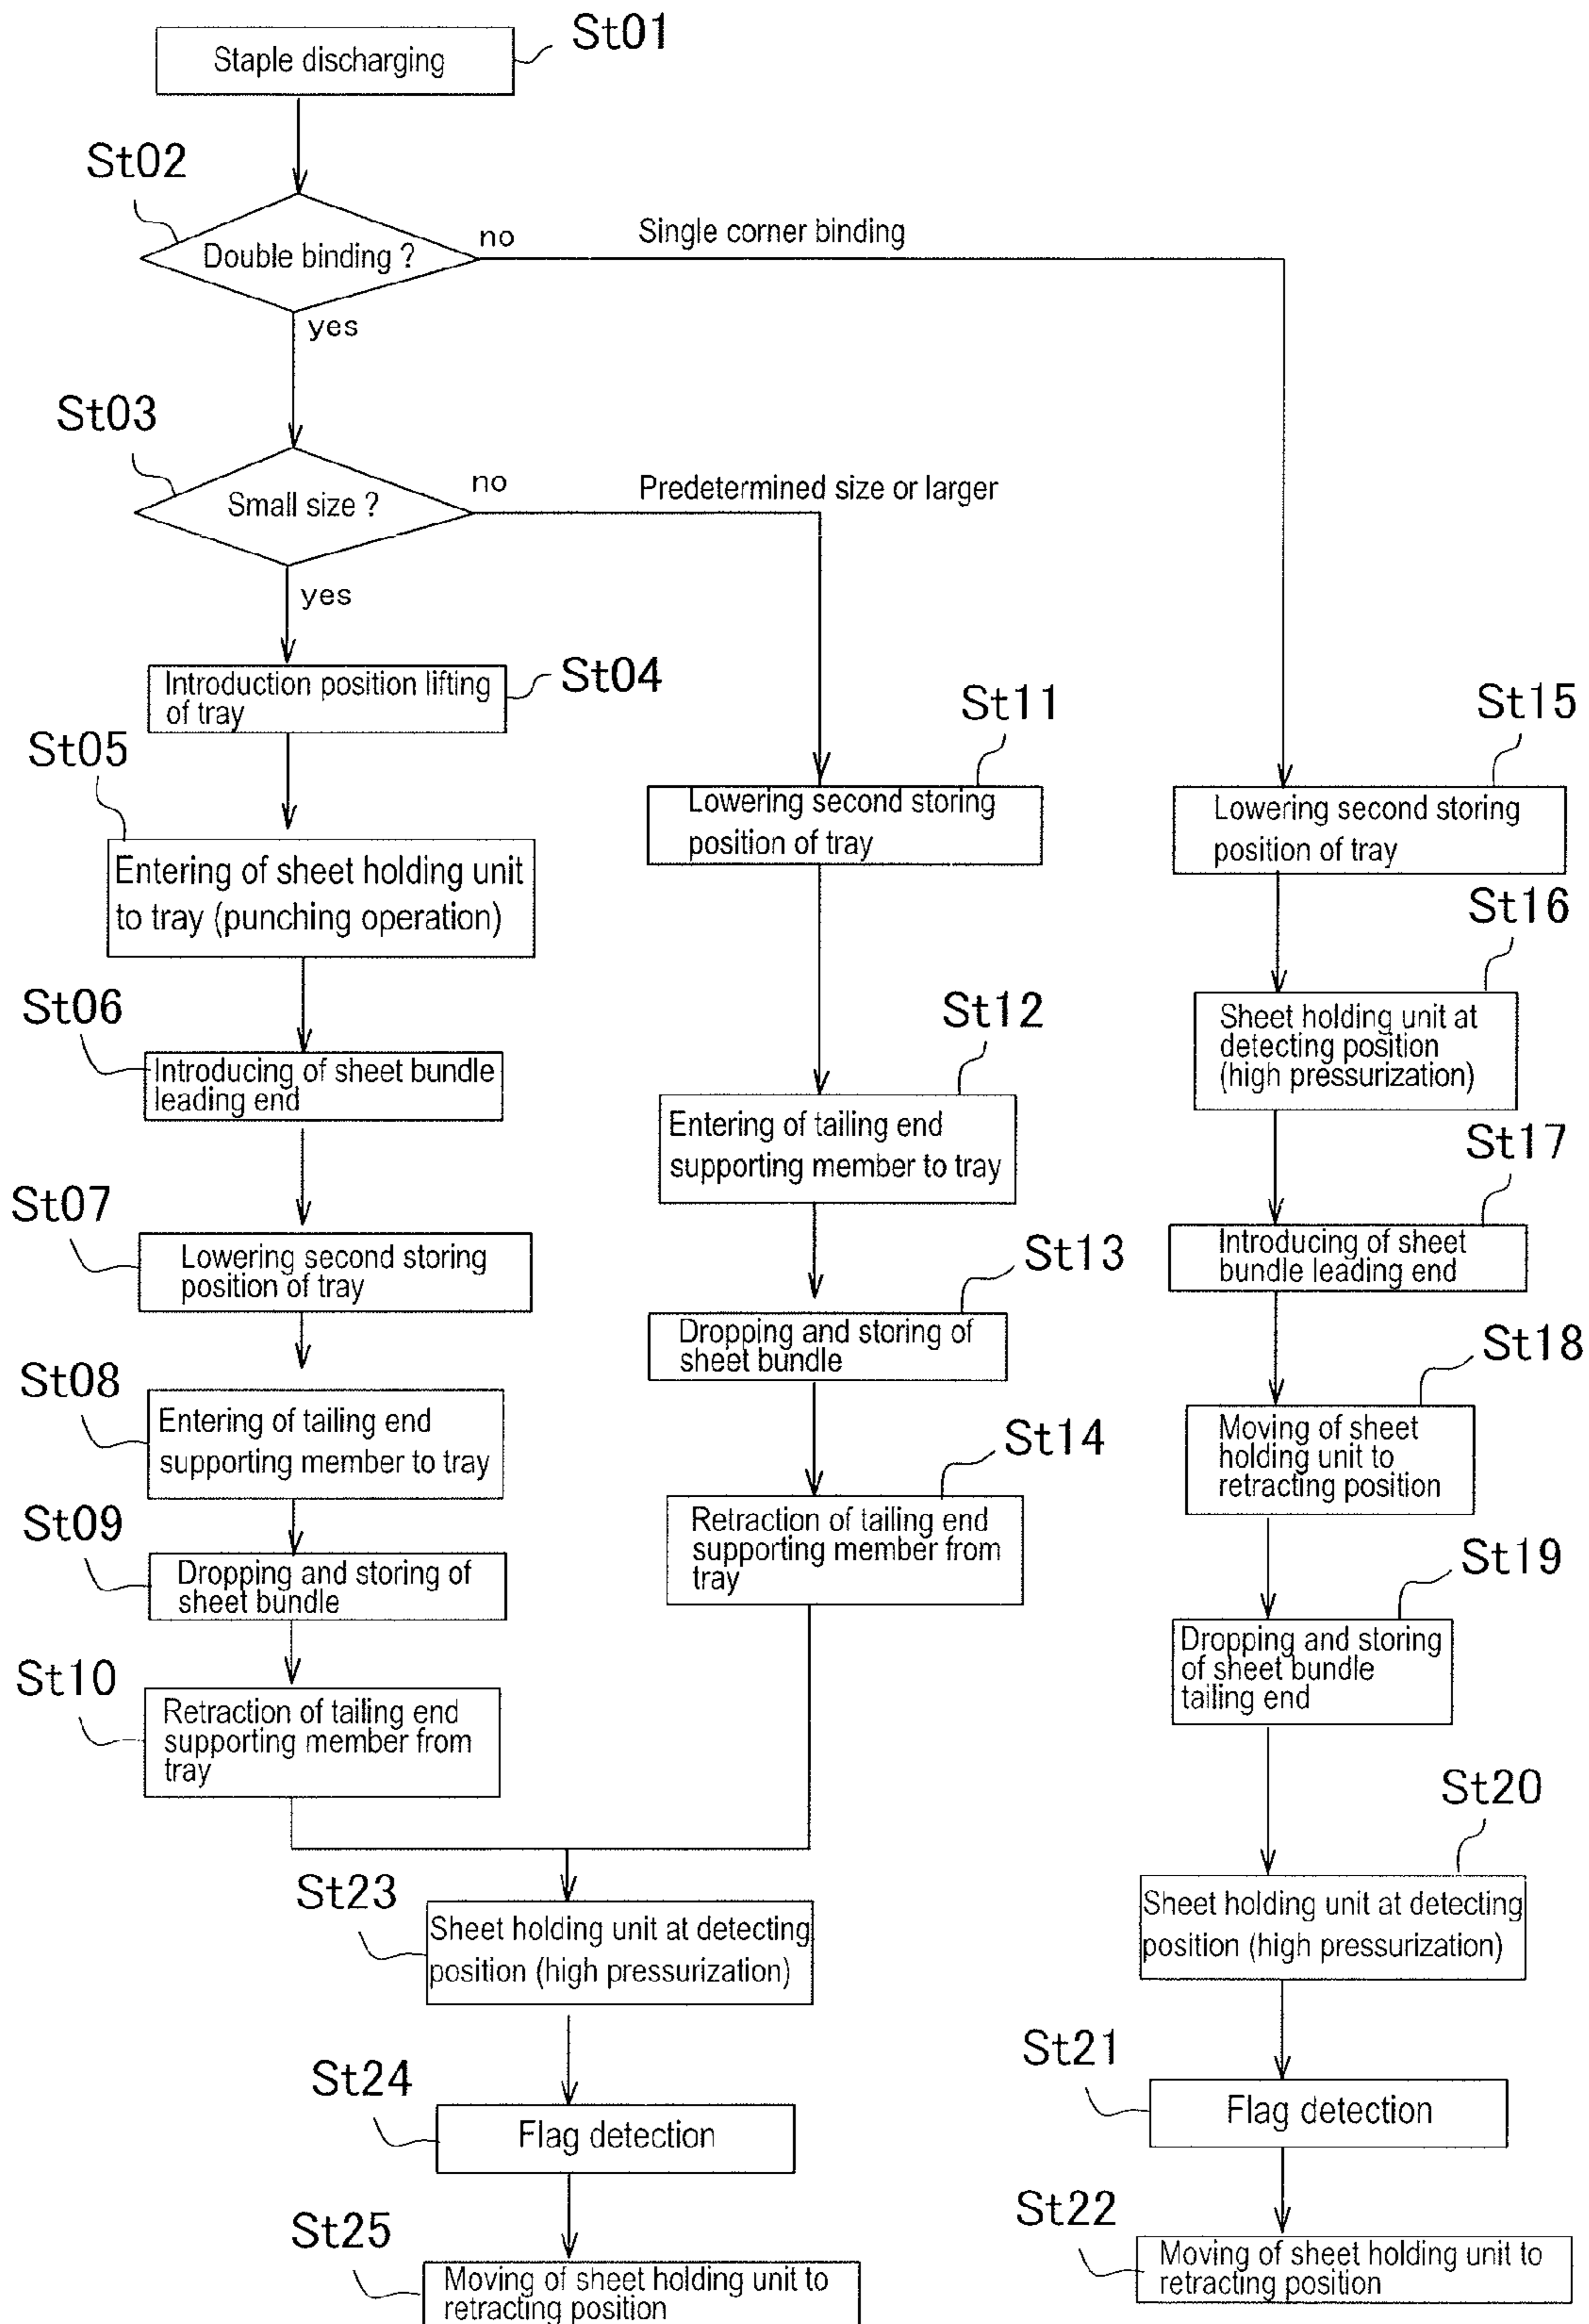 St01
Staple discharging
St02
Double binding ?
no
Single corner binding
yes
St03
Small size ?
no
Predetermined size or larger
yes
St04
Introduction position lifting
of tray
St05
Entering of sheet holding unit
to tray (punching operation)
St06
Introducing of sheet bundle
leading end
St07
Lowering second storing
position of tray
St08
Entering of tailing end
supporting member to tray
St09
Dropping and storing of
sheet bundle
St10
Retraction of tailing end
supporting member from
tray
St11
Lowering second storing
position of tray
St12
Entering of tailing end
supporting member to tray
St13
Dropping and storing of
sheet bundle
St14
Retraction of tailing end
supporting member from
tray
St15
Lowering second storing
position of tray
St16
Sheet holding unit at
detecting position
(high pressurization)
St17
Introducing of sheet
bundle leading end
St18
Moving of sheet
holding unit to
retracting position
St19
Dropping and storing
of sheet bundle
tailing end
St20
Sheet holding unit at detecting
position (high pressurization)
St21
Flag detection
St22
Moving of sheet holding unit to
retracting position
St23
Sheet holding unit at detecting
position (high pressurization)
St24
Flag detection
St25
Moving of sheet holding unit to
retracting position